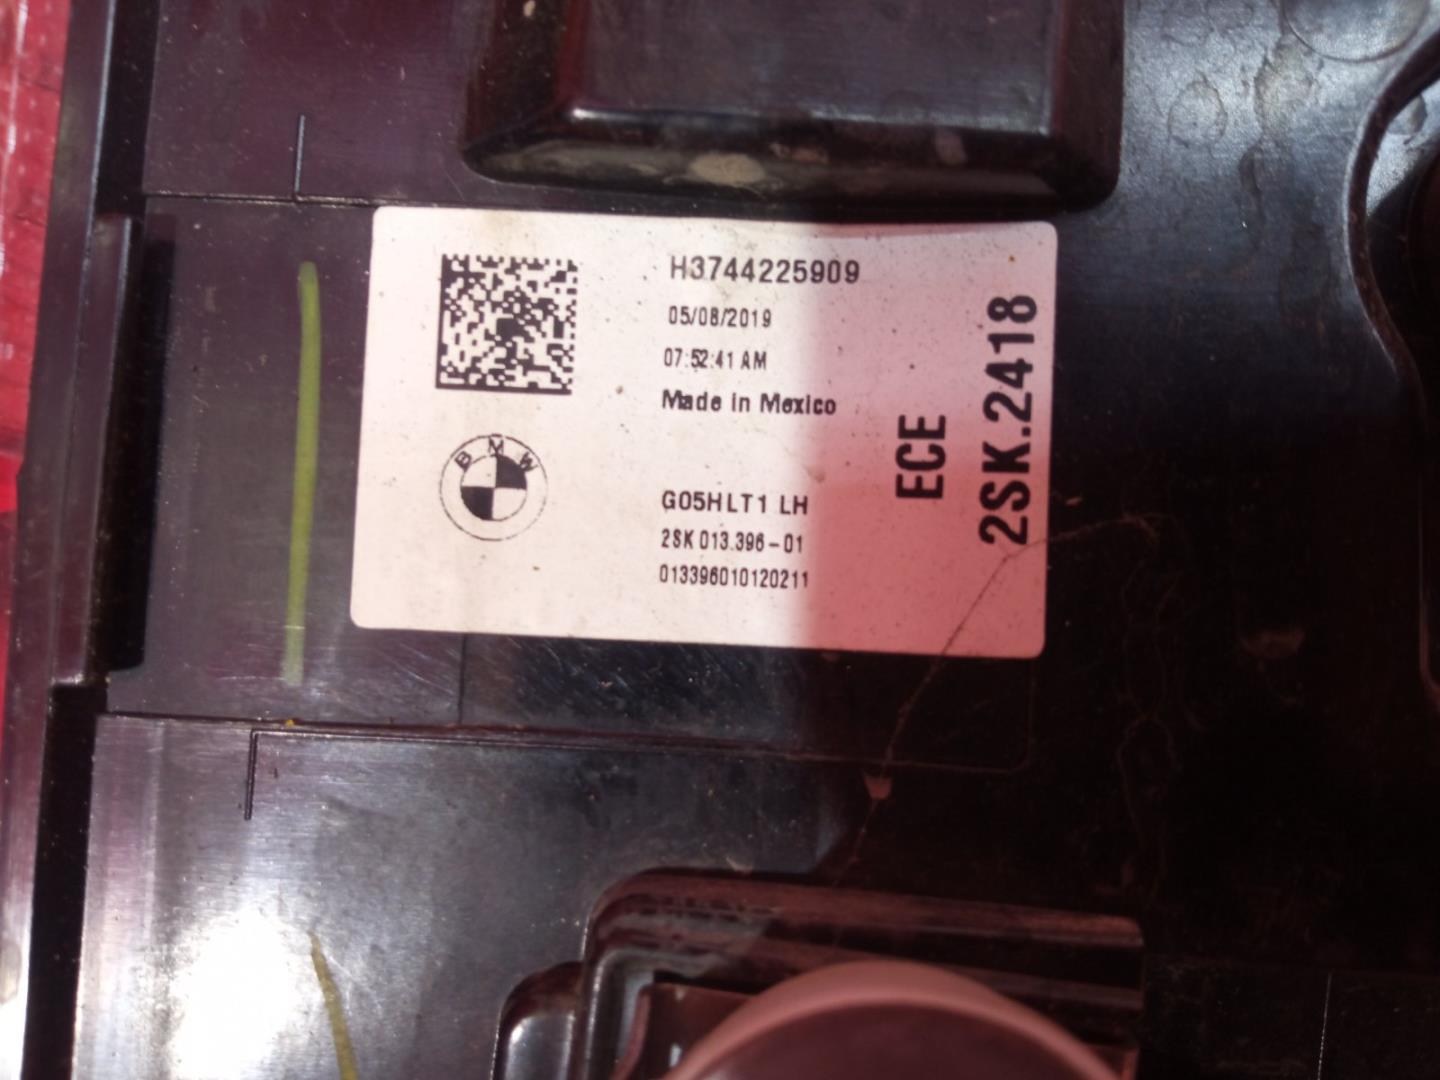 H3744225909
05/08/2019
07:52:41 AM
Made in Mexico
BMW
G05HLT1 LH
2SK 013.396-01
013396010120211
ECE
2SK.2418